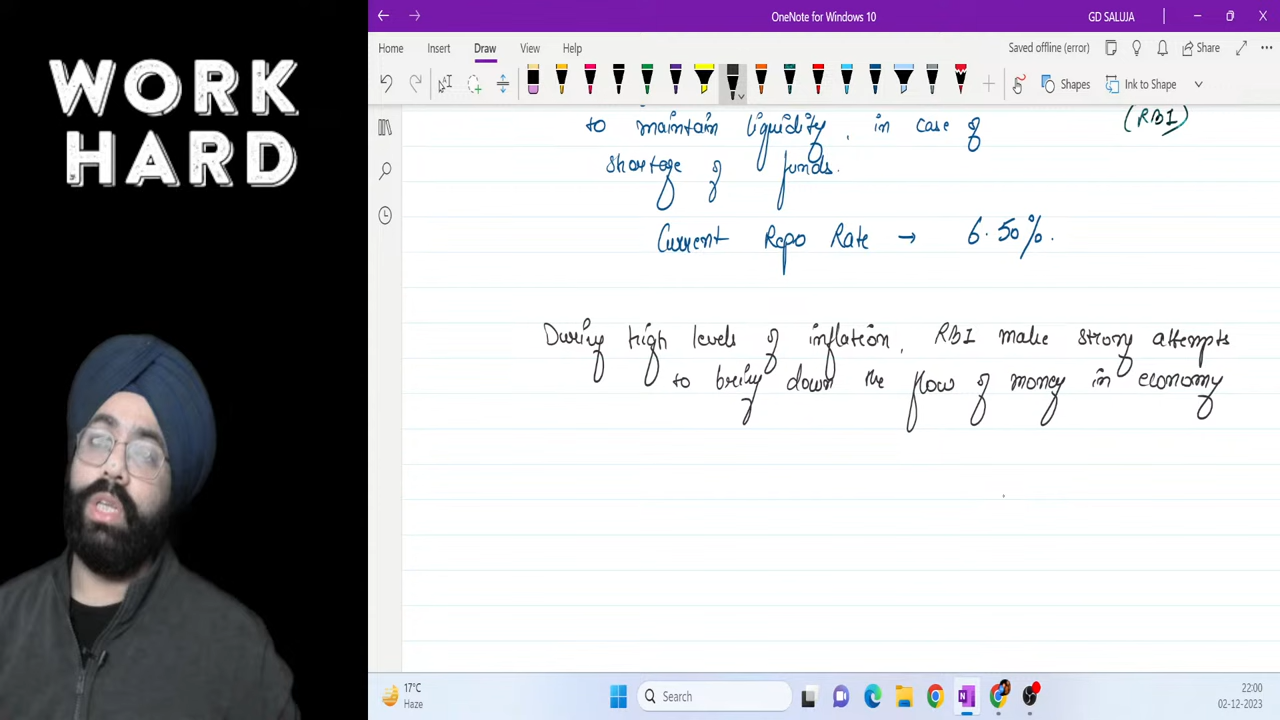 WORK
HARD
OneNote for Windows 10
GD SALUJA
Home Insert Draw View Help
Saved offline (error)
Share
Shapes
Ink to Shape
to maintain liquidity, in case of
(RBI)
shortage of funds.
Current Repo Rate → 6.50%.
During high levels of inflation, RBI make strong attempts
to bring down the flow of money in economy
17°C
Haze
Search
22:00
02-12-2023